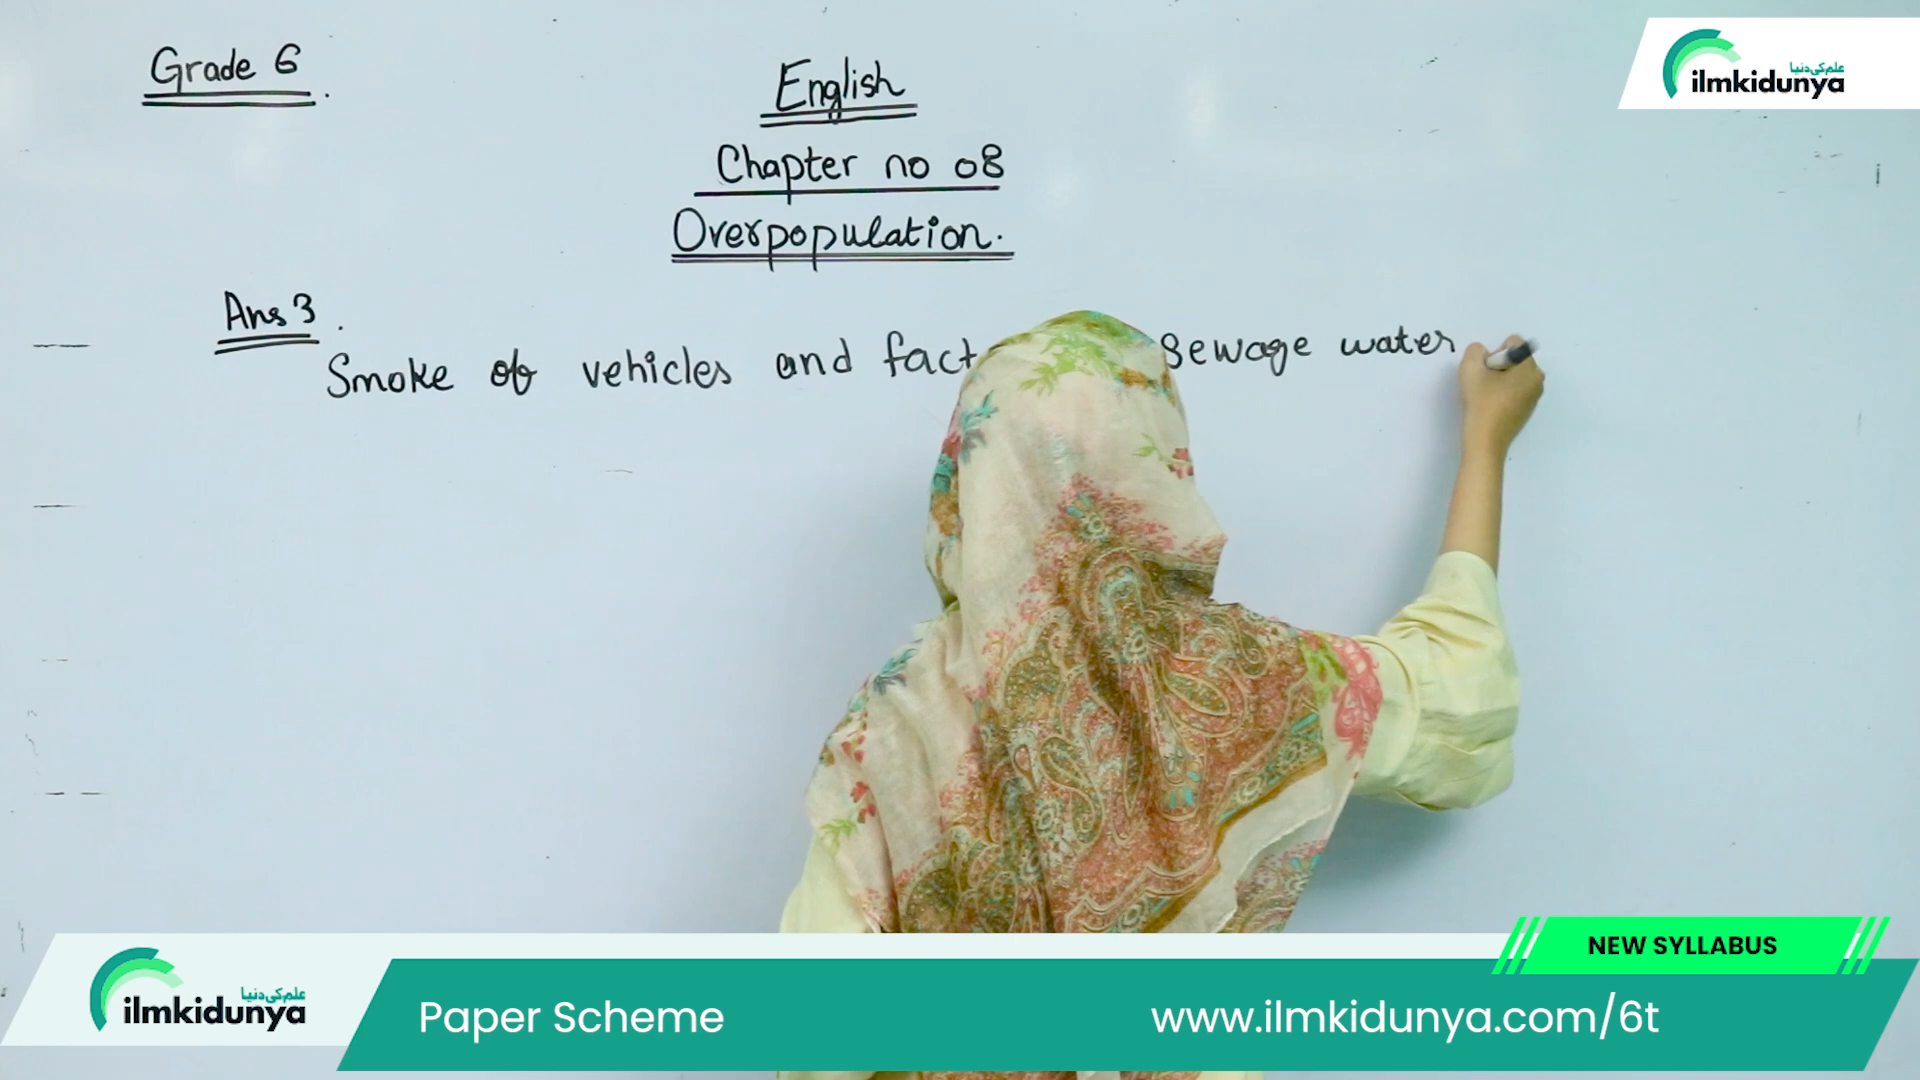 Grade 6.
English
Chapter no 08
Overpopulation.
علم کی دنیا
ilmkidunya
Ans 3.
Smoke of vehicles and fact Sewage water
NEW SYLLABUS
علم کی دنیا
ilmkidunya
Paper Scheme
www.ilmkidunya.com/6t